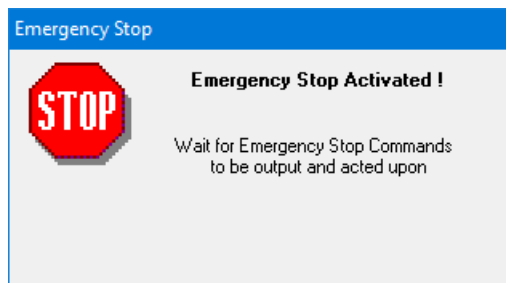 Emergency Stop
STOP
Emergency Stop Activated !
Wait for Emergency Stop Commands
to be output and acted upon